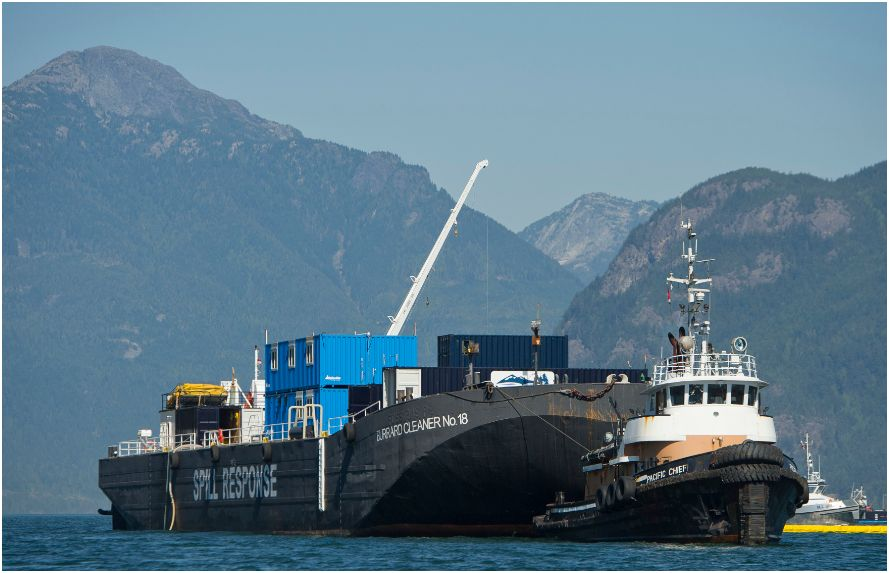 BURRARD CLEANER No.18
SPILL RESPONSE
PACIFIC CHIEF